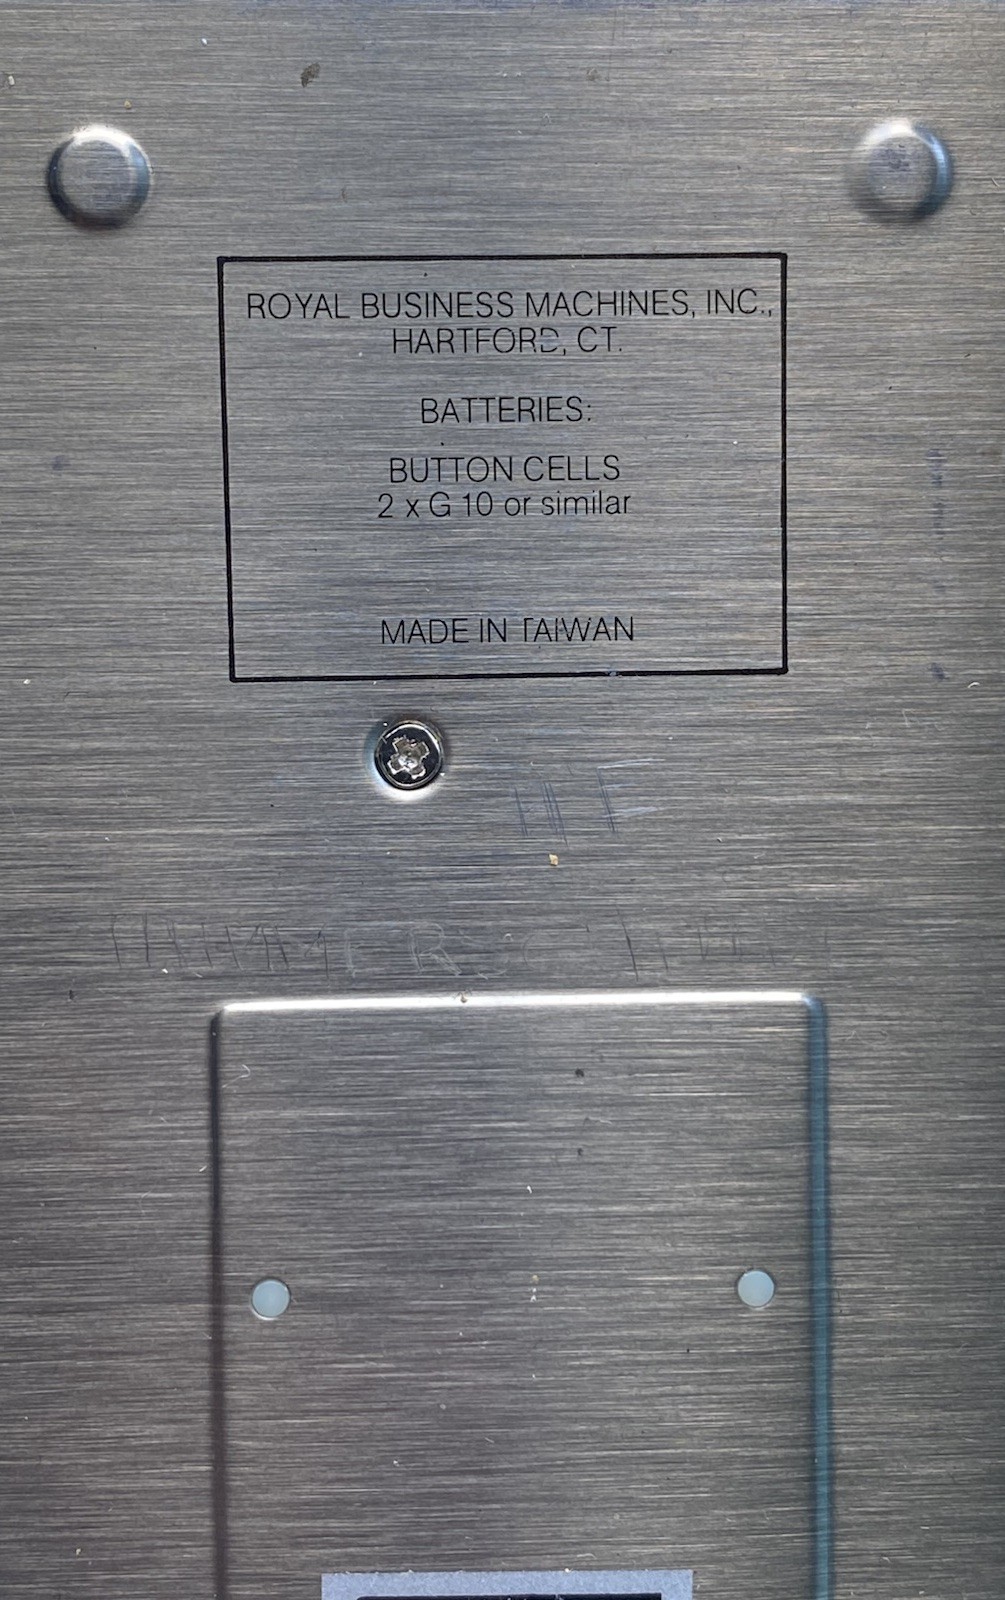 ROYAL BUSINESS MACHINES, INC.,
HARTFORD, CT.
BATTERIES:
BUTTON CELLS
2 x G 10 or similar
MADE IN TAIWAN